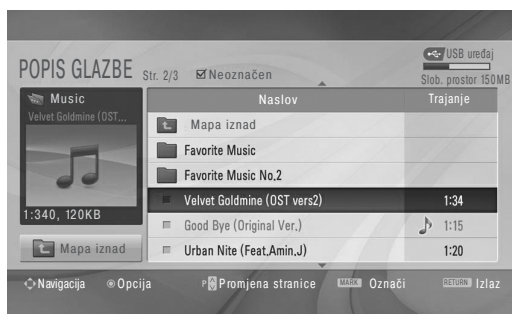 USB uređaj
POPIS GLAZBE Str. 2/3 Neoznačen
Slob. prostor 150MB
Music
Velvet Goldmine (OST...
1:340, 120KB
Mapa iznad
Naslov Trajanje
Mapa iznad
Favorite Music
Favorite Music No.2
Velvet Goldmine (OST vers2) 1:34
Good Bye (Original Ver.) 1:15
Urban Nite (Feat.Amin.J) 1:20
Navigacija Opcija P Promjena stranice MARK Označi RETURN Izlaz